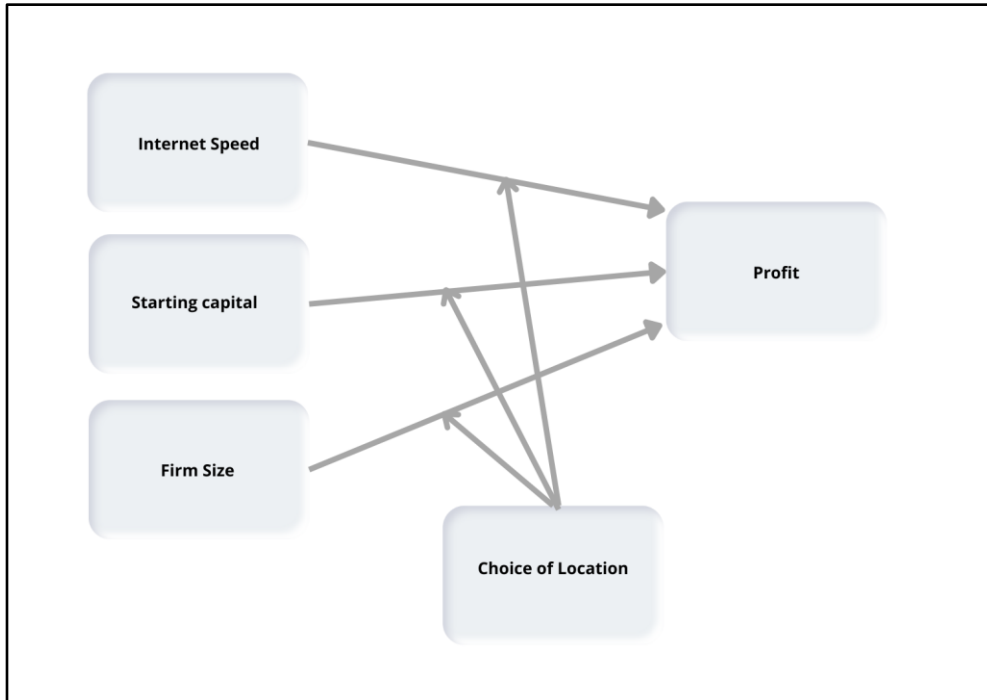 Internet Speed
Starting capital
Firm Size
Profit
Choice of Location